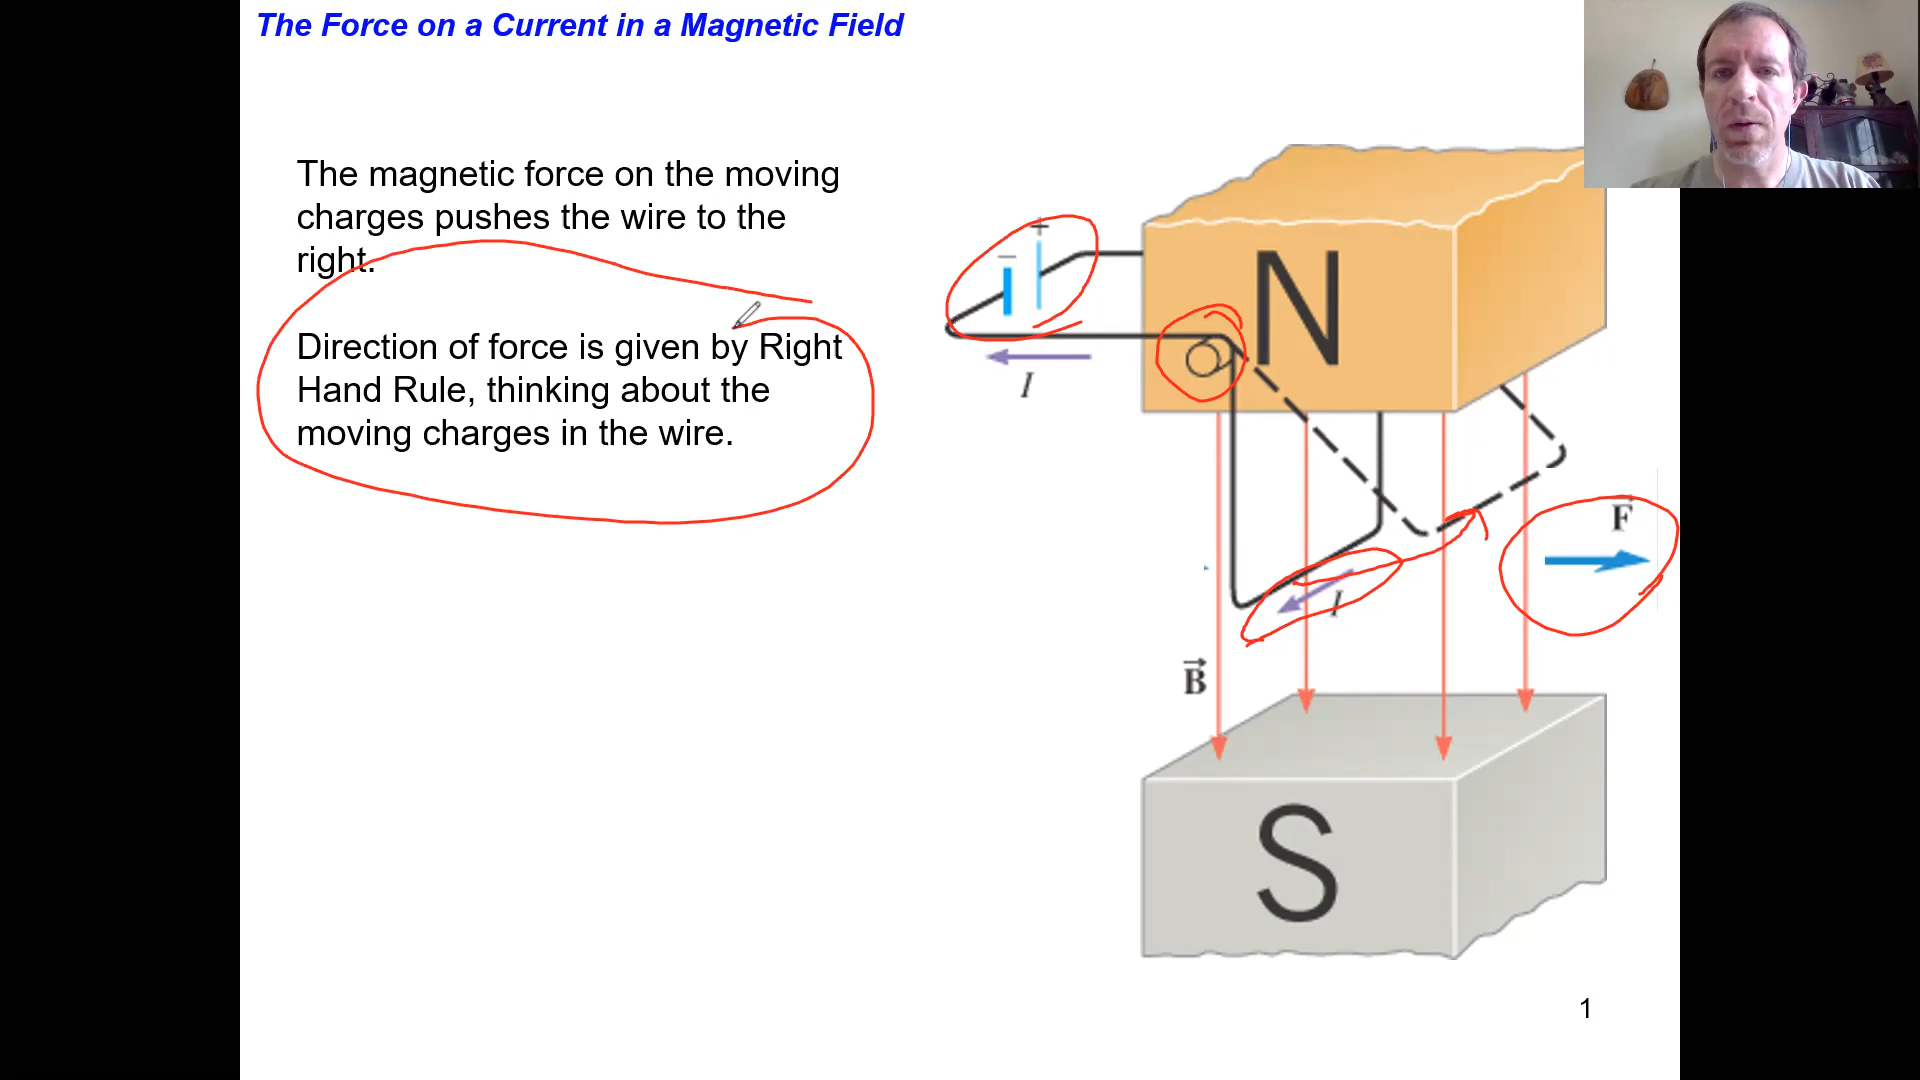 The Force on a Current in a Magnetic Field
The magnetic force on the moving
charges pushes the wire to the
right.
Direction of force is given by Right
Hand Rule, thinking about the
moving charges in the wire.
+
−
N
I
F
I
B
S
1